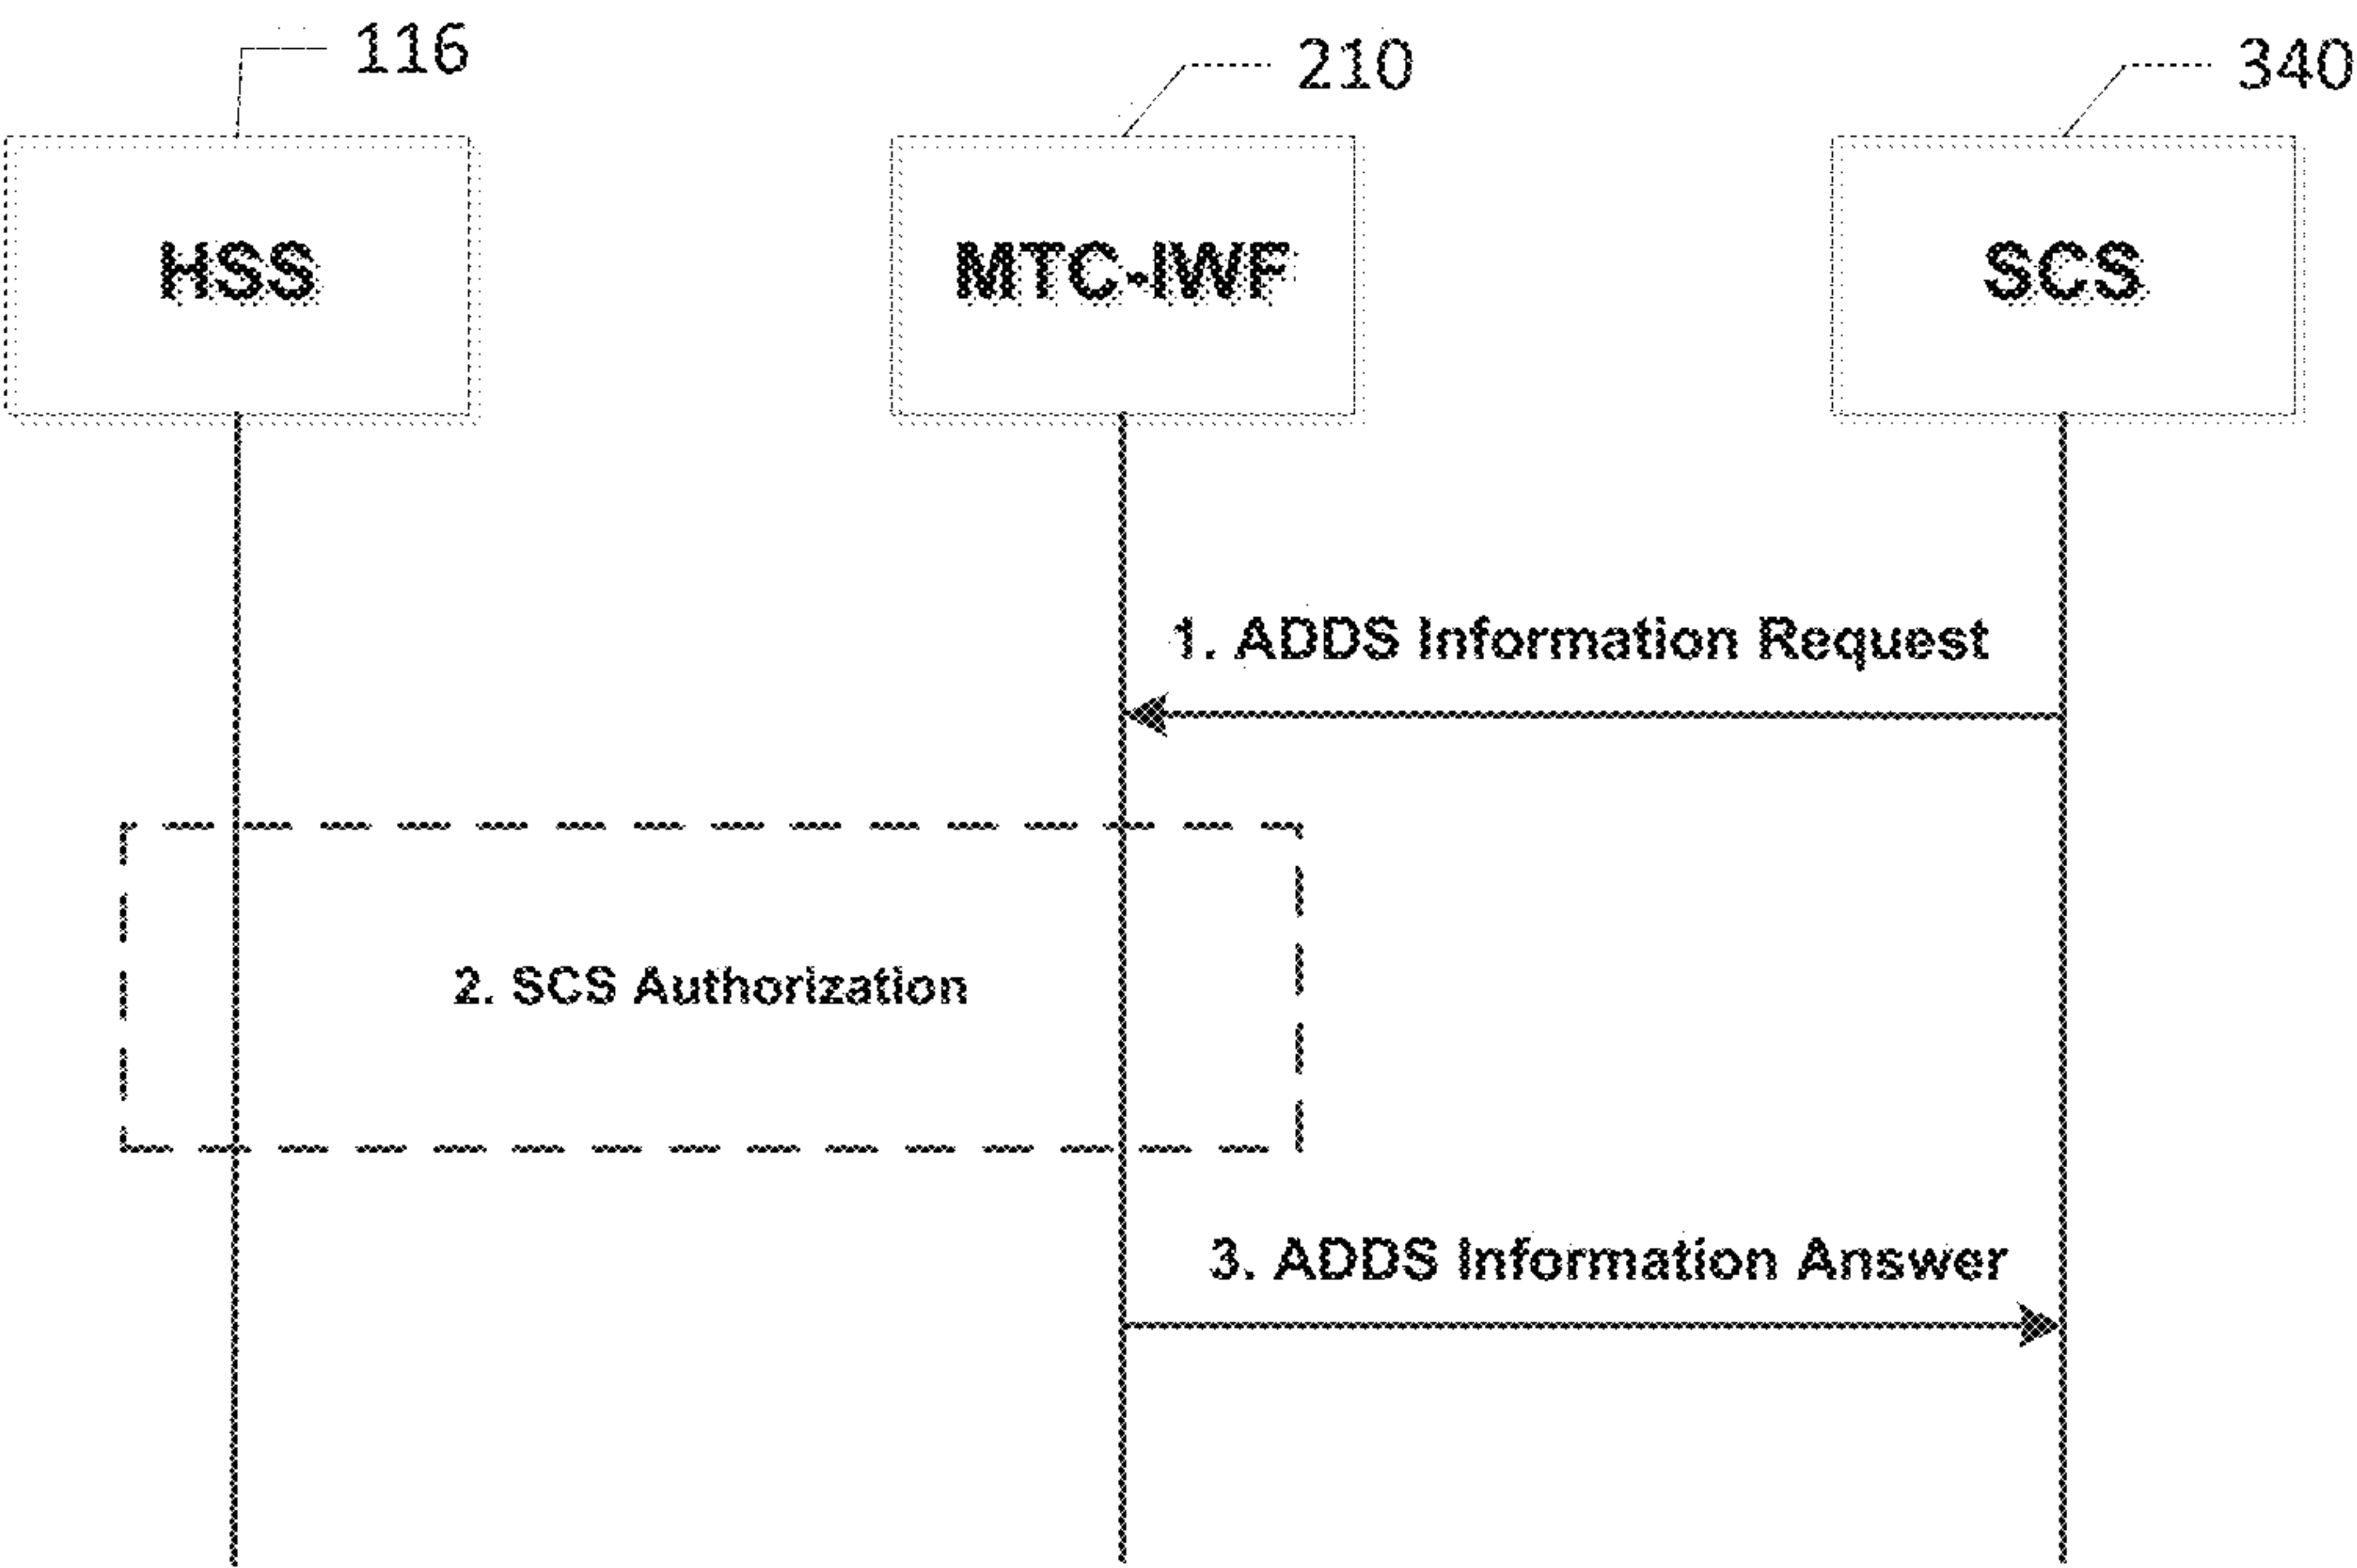 116
210
340
HSS
MTC-IWF
SCS
1. ADDS Information Request
2. SCS Authorization
3. ADDS Information Answer